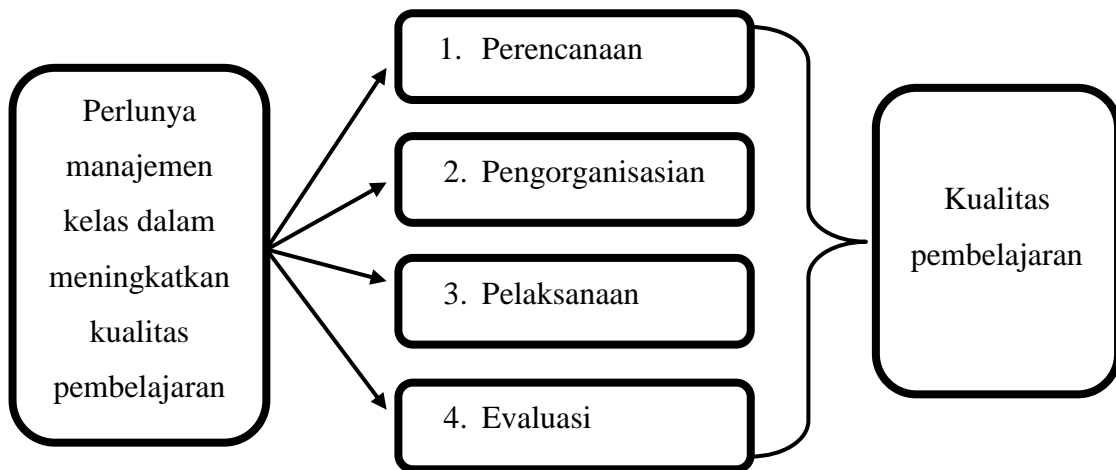 Perlunya
manajemen
kelas dalam
meningkatkan
kualitas
pembelajaran
1. Perencanaan
2. Pengorganisasian
3. Pelaksanaan
4. Evaluasi
Kualitas
pembelajaran